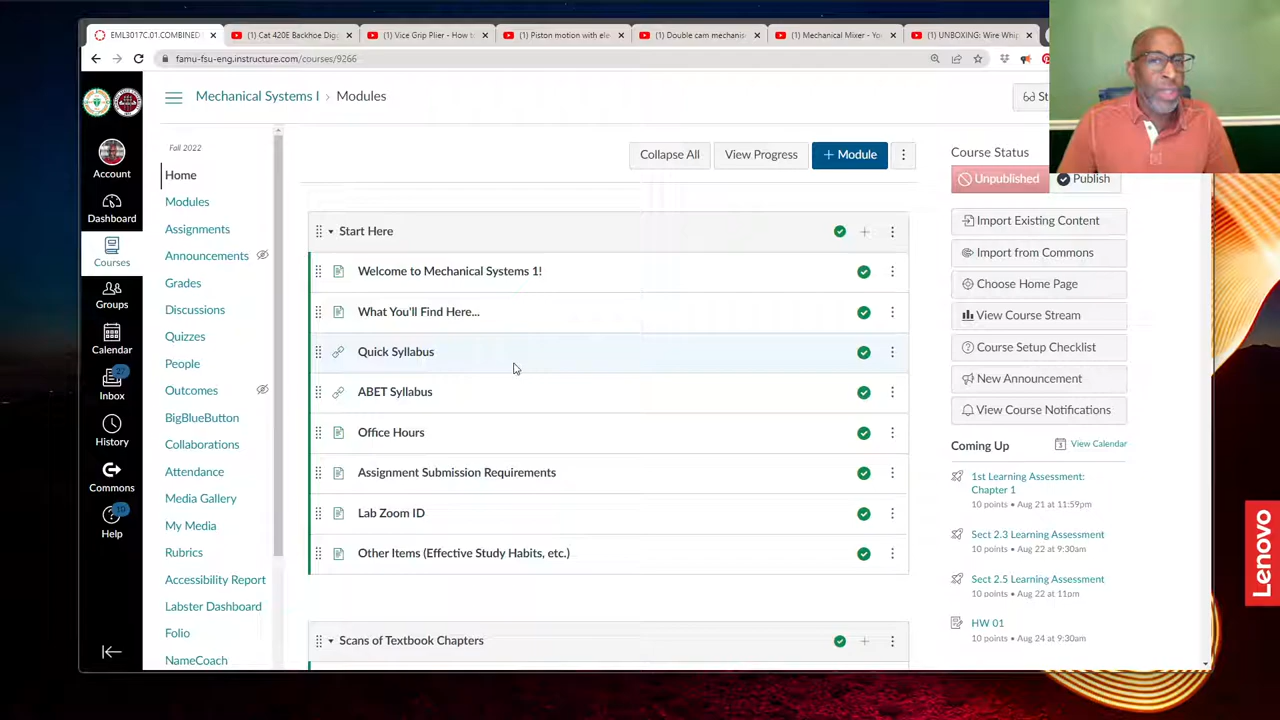 EML3017C.01.COMBINED
(1) Cat 420E Backhoe Digg
(1) Vice Grip Plier - How to
(1) Piston motion with ele
(1) Double cam mechanis
(1) Mechanical Mixer - Yo
(1) UNBOXING: Wire Whip
famu-fsu-eng.instructure.com/courses/9266
Mechanical Systems I > Modules
St
Account
Dashboard
Courses
Groups
Calendar
27
Inbox
History
Commons
10
Help
Fall 2022
Home
Modules
Assignments
Announcements
Grades
Discussions
Quizzes
People
Outcomes
BigBlueButton
Collaborations
Attendance
Media Gallery
My Media
Rubrics
Accessibility Report
Labster Dashboard
Folio
NameCoach
Collapse All
View Progress
+ Module
Start Here
Welcome to Mechanical Systems 1!
What You'll Find Here...
Quick Syllabus
ABET Syllabus
Office Hours
Assignment Submission Requirements
Lab Zoom ID
Other Items (Effective Study Habits, etc.)
Scans of Textbook Chapters
Course Status
Unpublished
Publish
Import Existing Content
Import from Commons
Choose Home Page
View Course Stream
Course Setup Checklist
New Announcement
View Course Notifications
Coming Up
View Calendar
1st Learning Assessment:
Chapter 1
10 points • Aug 21 at 11:59pm
Sect 2.3 Learning Assessment
10 points • Aug 22 at 9:30am
Sect 2.5 Learning Assessment
10 points • Aug 22 at 11pm
HW 01
10 points • Aug 24 at 9:30am
Lenovo